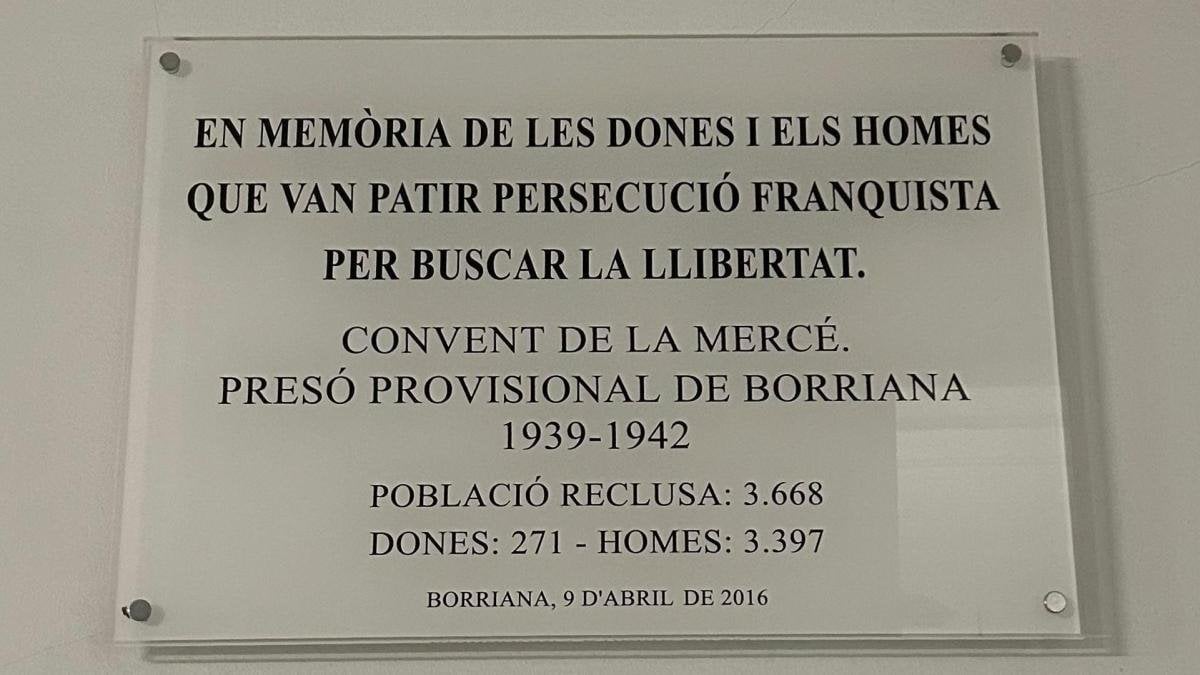 EN MEMÒRIA DE LES DONES I ELS HOMES
QUE VAN PATIR PERSECUCIÓ FRANQUISTA
PER BUSCAR LA LLIBERTAT.
CONVENT DE LA MERCÉ.
PRESÓ PROVISIONAL DE BORRIANA
1939-1942
POBLACIÓ RECLUSA: 3.668
DONES: 271 - HOMES: 3.397
BORRIANA, 9 D'ABRIL DE 2016